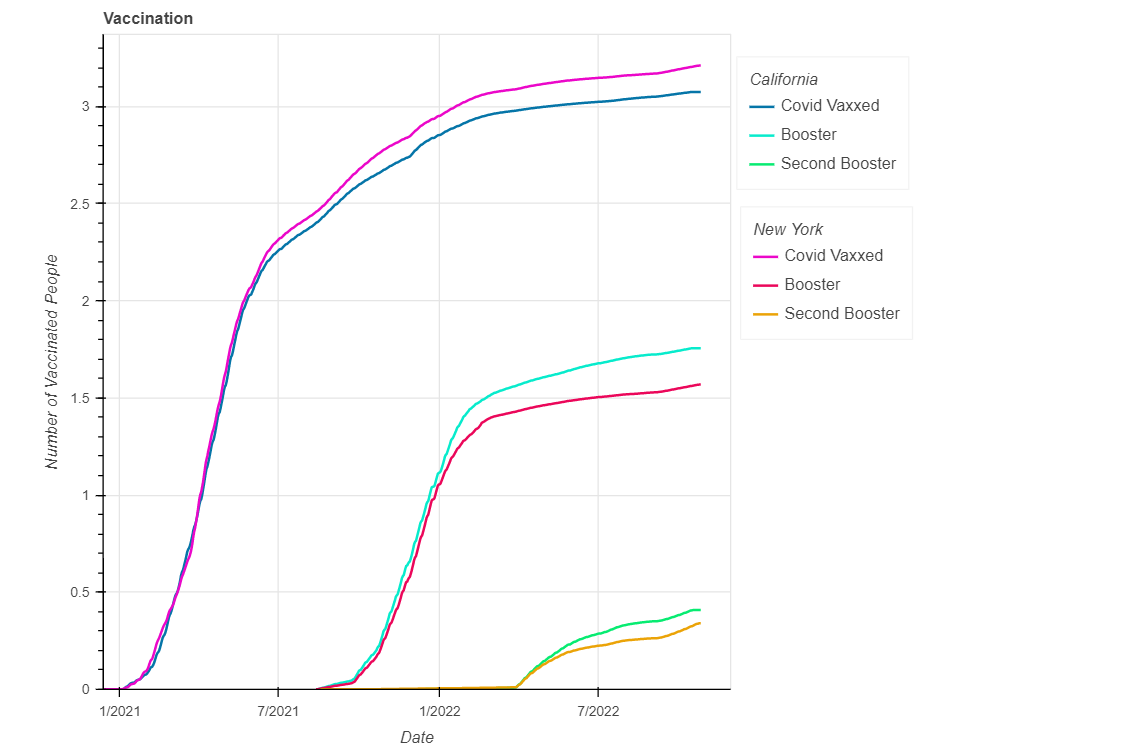 Vaccination
Number of Vaccinated People
3
2.5
2
1.5
1
0.5
0
1/2021
7/2021
1/2022
7/2022
Date
California
Covid Vaxxed
Booster
Second Booster
New York
Covid Vaxxed
Booster
Second Booster